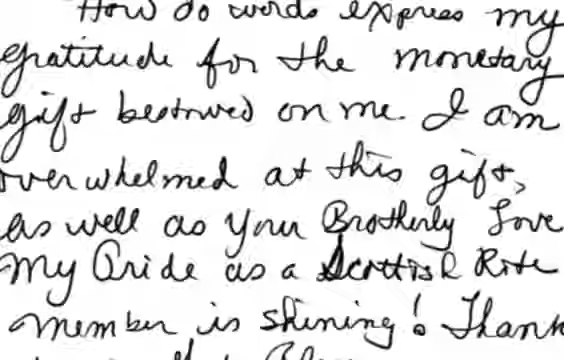 How do words express my
gratitude for the monetary
gift bestowed on me. I am
overwhelmed at this gift,
as well as your Brotherly Love
My Pride as a Scottish Rite
member is shining! Thank